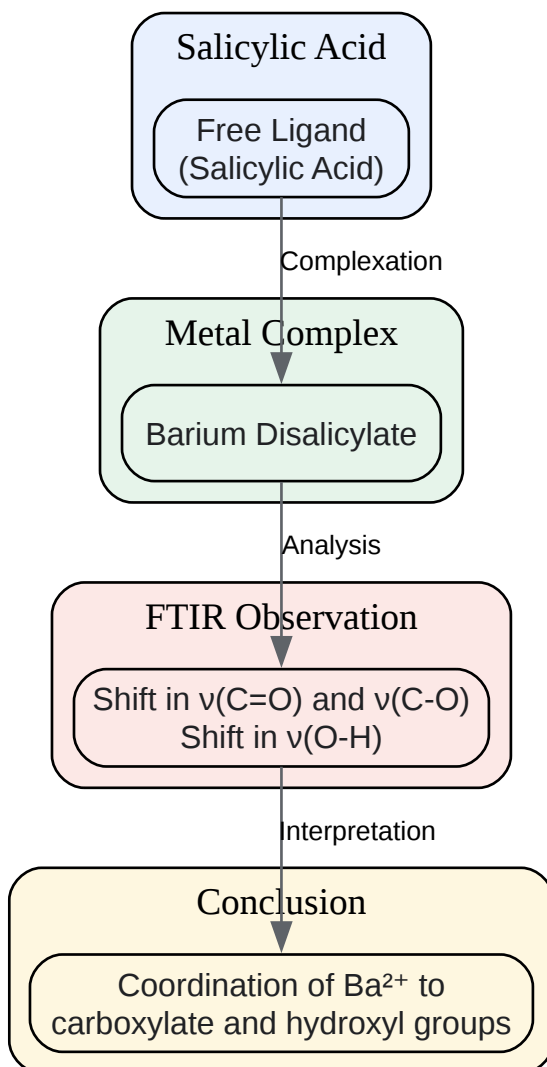 Salicylic Acid
Free Ligand
(Salicylic Acid)
Complexation
Metal Complex
Barium Disalicylate
Analysis
FTIR Observation
Shift in ν(C=O) and ν(C-O)
Shift in ν(O-H)
Interpretation
Conclusion
Coordination of Ba²⁺ to
carboxylate and hydroxyl groups